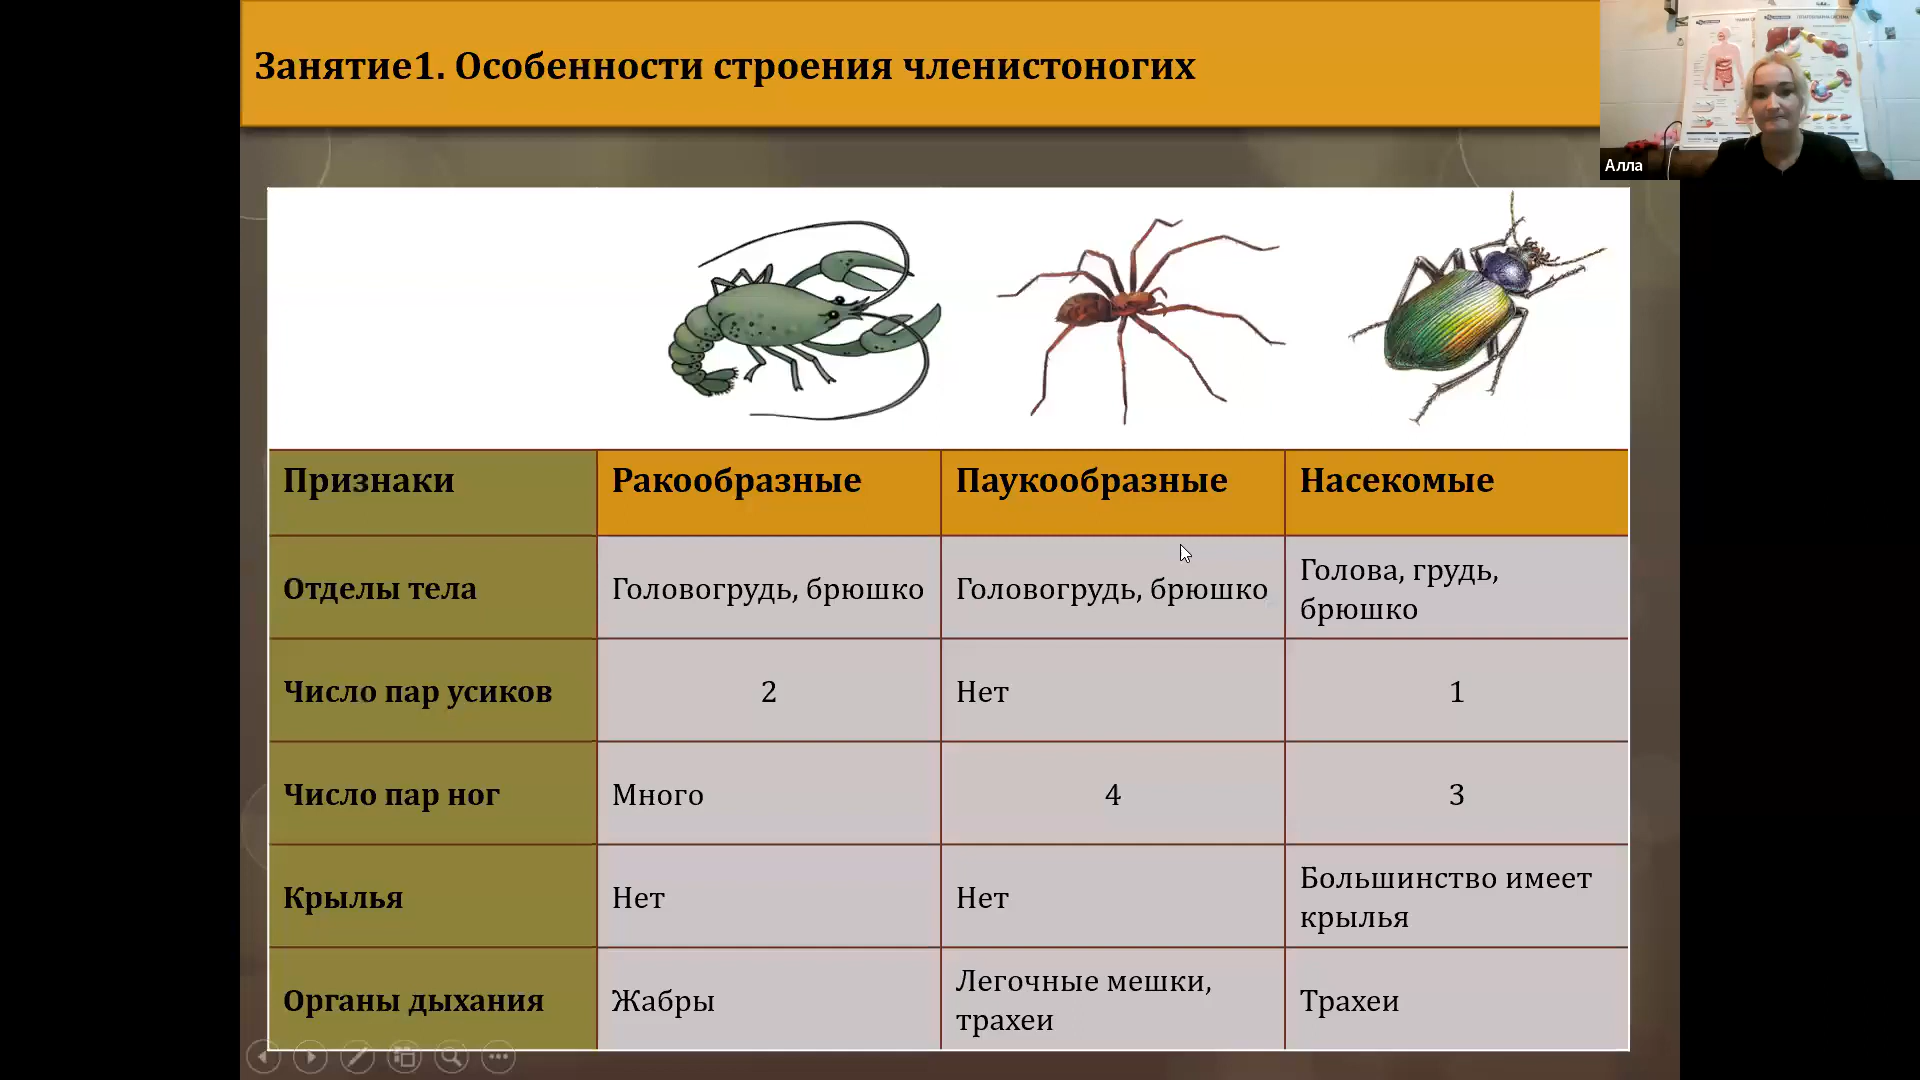 Занятие1. Особенности строения членистоногих
Алла
Признаки
Ракообразные
Паукообразные
Насекомые
Отделы тела
Головогрудь, брюшко
Головогрудь, брюшко
Голова, грудь,
брюшко
Число пар усиков
2
Нет
1
Число пар ног
Много
4
3
Крылья
Нет
Нет
Большинство имеет
крылья
Органы дыхания
Жабры
Легочные мешки,
трахеи
Трахеи